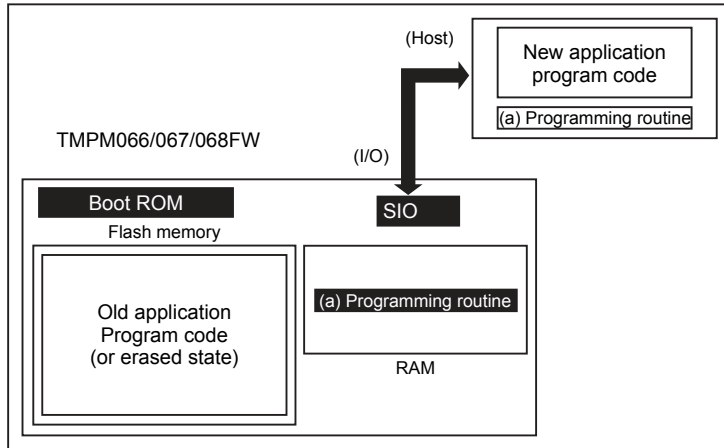 (Host)
New application
program code
(a) Programming routine
TMPM066/067/068FW
(I/O)
Boot ROM
SIO
Flash memory
Old application
Program code
(or erased state)
(a) Programming routine
RAM